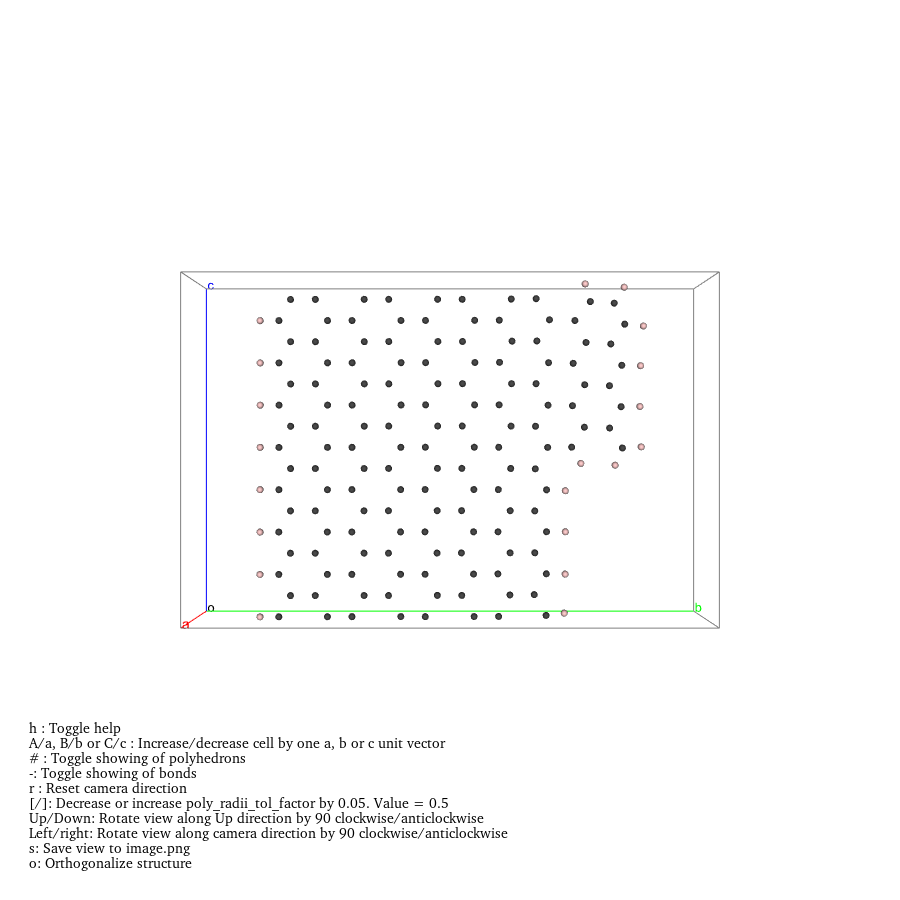 c
o
b
a
h : Toggle help
A/a, B/b or C/c : Increase/decrease cell by one a, b or c unit vector
# : Toggle showing of polyhedrons
-: Toggle showing of bonds
r : Reset camera direction
[/]: Decrease or increase poly_radii_tol_factor by 0.05. Value = 0.5
Up/Down: Rotate view along Up direction by 90 clockwise/anticlockwise
Left/right: Rotate view along camera direction by 90 clockwise/anticlockwise
s: Save view to image.png
o: Orthogonalize structure